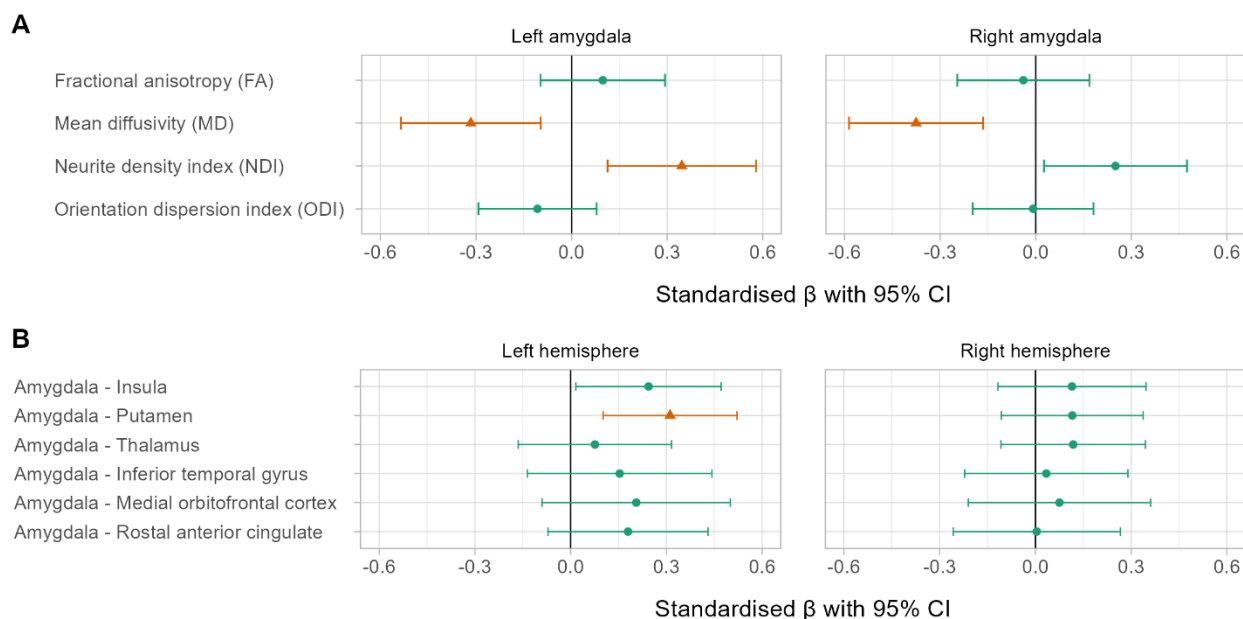 A
Left amygdala
Right amygdala
Fractional anisotropy (FA)
Mean diffusivity (MD)
Neurite density index (NDI)
Orientation dispersion index (ODI)
-0.6 -0.3 0.0 0.3 0.6
-0.6 -0.3 0.0 0.3 0.6
Standardised β with 95% CI
B
Left hemisphere
Right hemisphere
Amygdala - Insula
Amygdala - Putamen
Amygdala - Thalamus
Amygdala - Inferior temporal gyrus
Amygdala - Medial orbitofrontal cortex
Amygdala - Rostal anterior cingulate
-0.6 -0.3 0.0 0.3 0.6
-0.6 -0.3 0.0 0.3 0.6
Standardised β with 95% CI